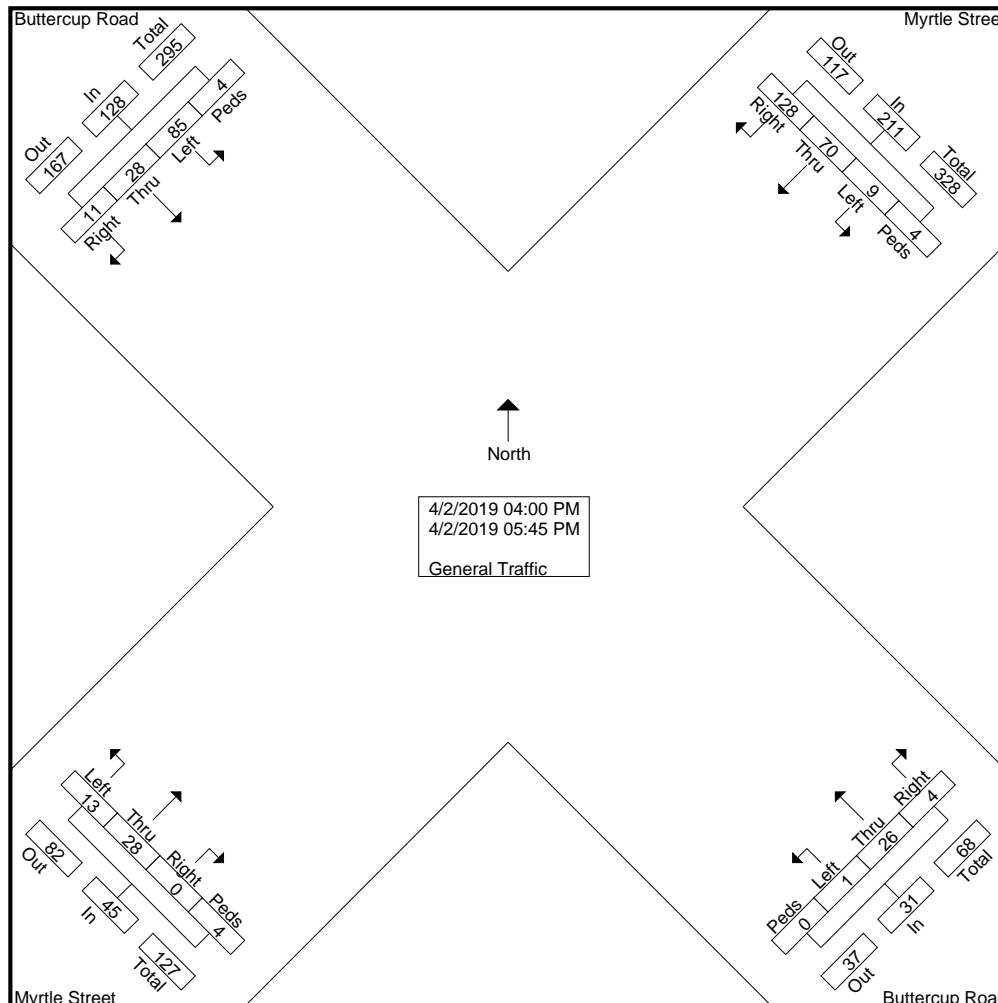 Buttercup Road
Myrtle Stree
Out
In
Total
167
128
295
11
28
85
4
Right
Thru
Left
Peds
Out
In
Total
117
211
328
128
70
9
4
Right
Thru
Left
Peds
North
4/2/2019 04:00 PM
4/2/2019 05:45 PM
General Traffic
Left
Thru
Right
Peds
13
28
0
4
82
45
127
Out
In
Total
Peds
Left
Thru
Right
0
1
26
4
37
31
68
Out
In
Total
Myrtle Street
Buttercup Roa